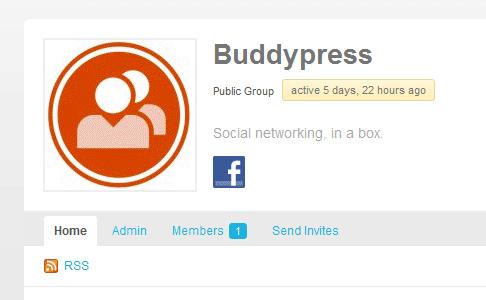 Buddypress
Public Group active 5 days, 22 hours ago
Social networking, in a box.
f
Home Admin Members 1 Send Invites
RSS